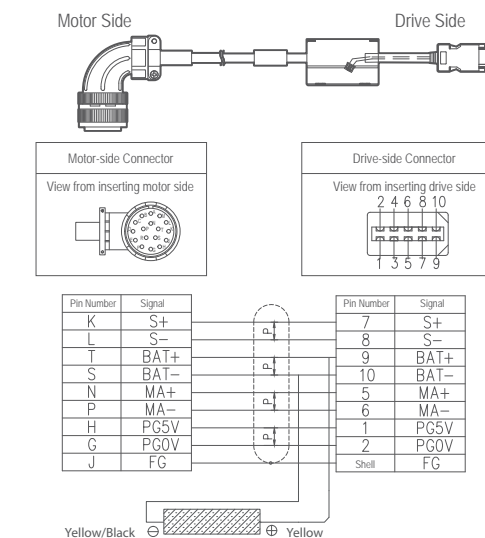 Motor Side Drive Side
Motor-side Connector
View from inserting motor side
Drive-side Connector
View from inserting drive side
2 4 6 8 10
1 3 5 7 9
Pin Number Signal Pin Number Signal
K S+ P 7 S+
L S− 8 S−
T BAT+ P 9 BAT+
S BAT− 10 BAT−
N MA+ P 5 MA+
P MA− 6 MA−
H PG5V P 1 PG5V
G PG0V 2 PG0V
J FG Shell FG
Yellow/Black ⊖ ⊕ Yellow